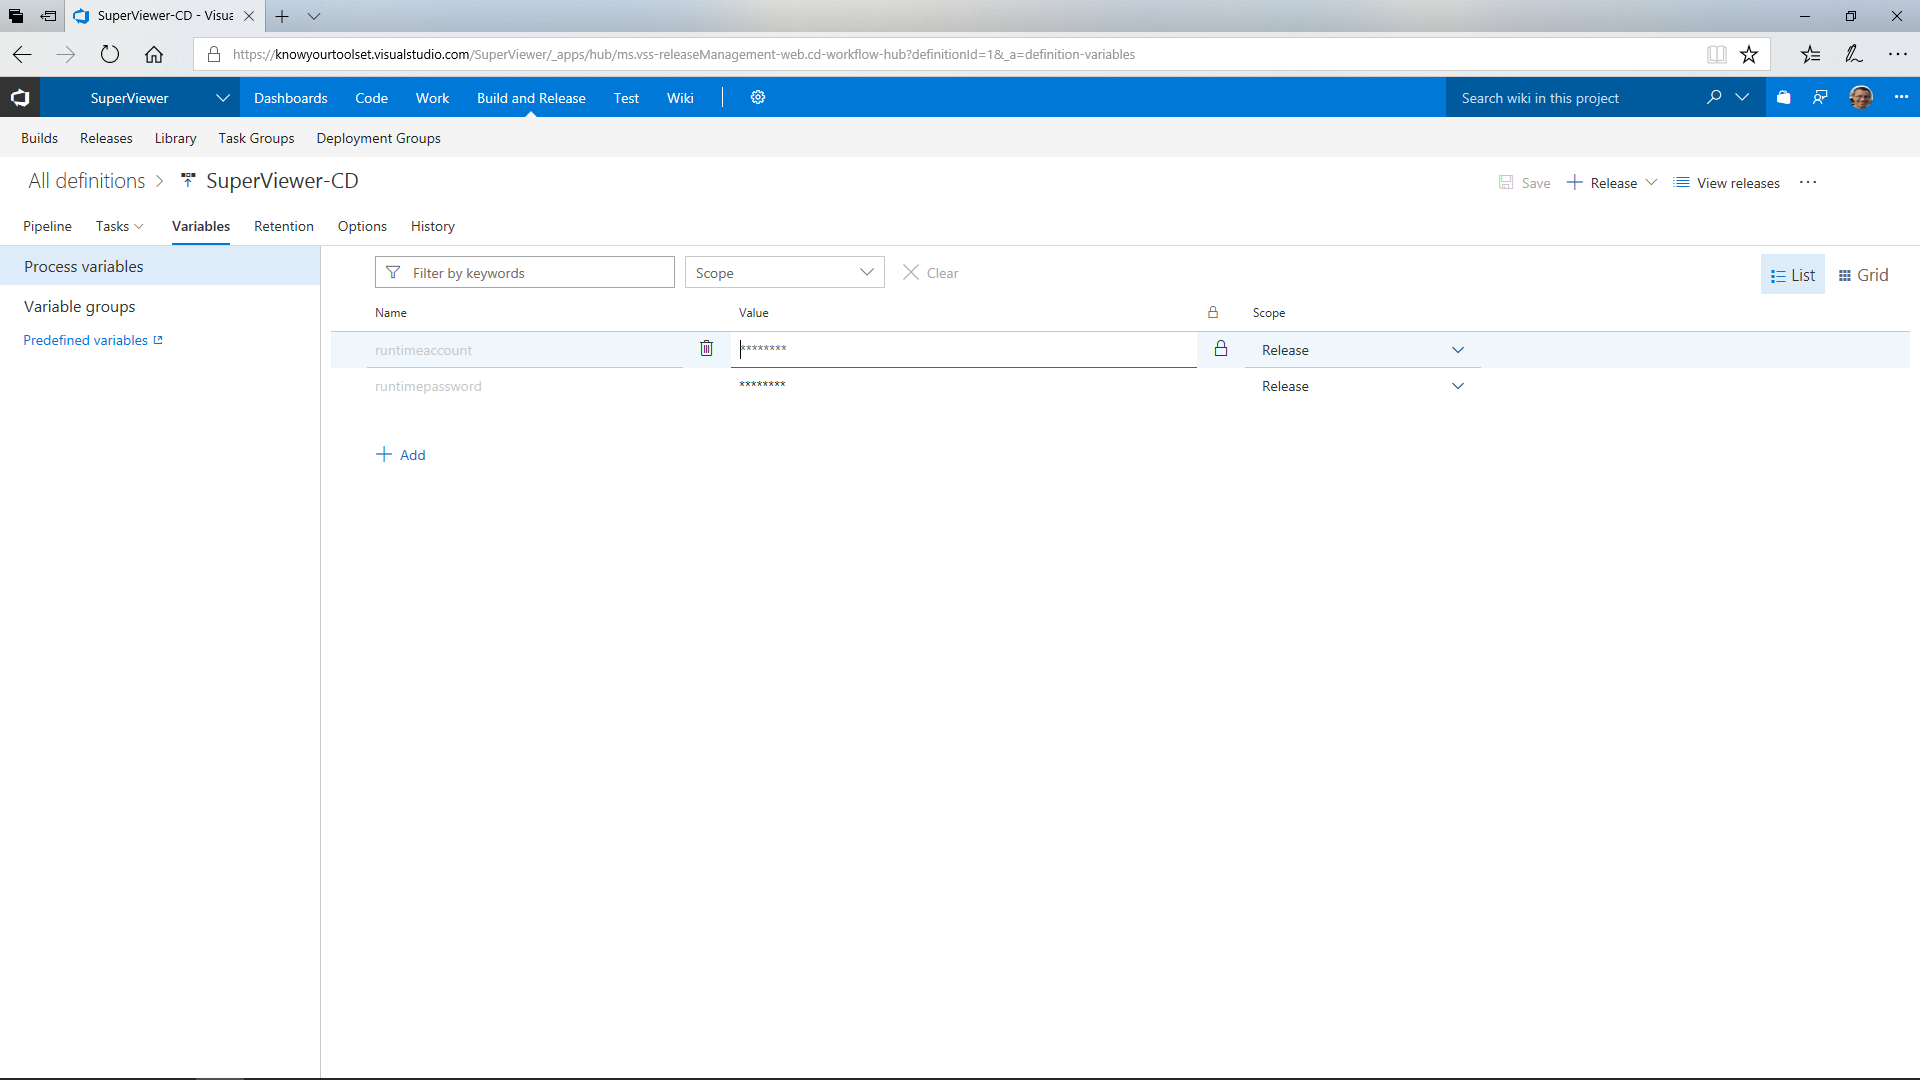 SuperViewer-CD - Visua
https://knowyourtoolset.visualstudio.com/SuperViewer/_apps/hub/ms.vss-releaseManagement-web.cd-workflow-hub?definitionId=1&_a=definition-variables
SuperViewer Dashboards Code Work Build and Release Test Wiki Search wiki in this project
Builds Releases Library Task Groups Deployment Groups
All definitions > SuperViewer-CD Save + Release View releases ...
Pipeline Tasks Variables Retention Options History
Process variables
Variable groups
Predefined variables
Filter by keywords Scope Clear List Grid
Name Value Scope
runtimeaccount ******** Release
runtimepassword ******** Release
+ Add